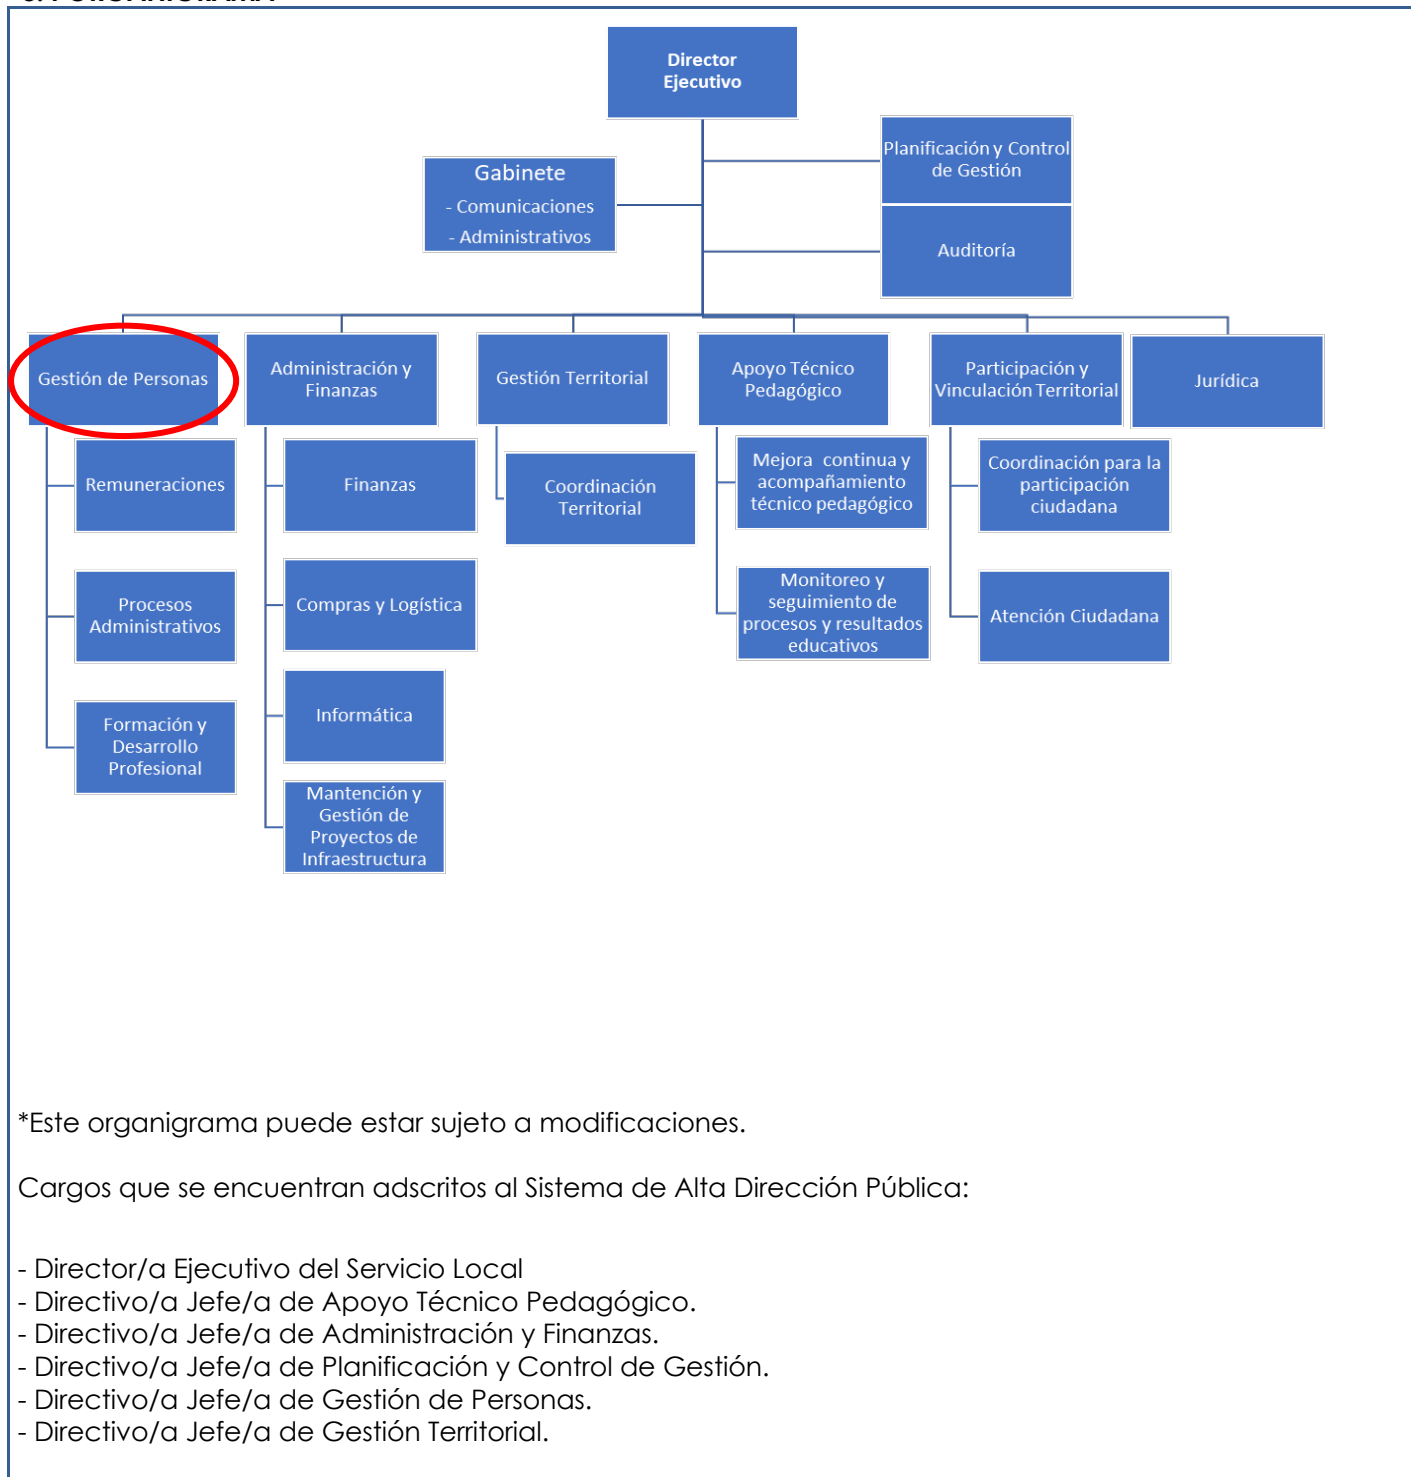 Director
Ejecutivo
Planificación y Control
de Gestión
Gabinete
- Comunicaciones
- Administrativos
Auditoría
Gestión de Personas
Administración y
Finanzas
Gestión Territorial
Apoyo Técnico
Pedagógico
Participación y
Vinculación Territorial
Jurídica
Remuneraciones
Procesos
Administrativos
Formación y
Desarrollo
Profesional
Finanzas
Compras y Logística
Informática
Mantención y
Gestión de
Proyectos de
Infraestructura
Coordinación
Territorial
Mejora  continua y
acompañamiento
técnico pedagógico
Monitoreo y
seguimiento de
procesos y resultados
educativos
Coordinación para la
participación
ciudadana
Atención Ciudadana
*Este organigrama puede estar sujeto a modificaciones.
Cargos que se encuentran adscritos al Sistema de Alta Dirección Pública:
- Director/a Ejecutivo del Servicio Local
- Directivo/a Jefe/a de Apoyo Técnico Pedagógico.
- Directivo/a Jefe/a de Administración y Finanzas.
- Directivo/a Jefe/a de Planificación y Control de Gestión.
- Directivo/a Jefe/a de Gestión de Personas.
- Directivo/a Jefe/a de Gestión Territorial.